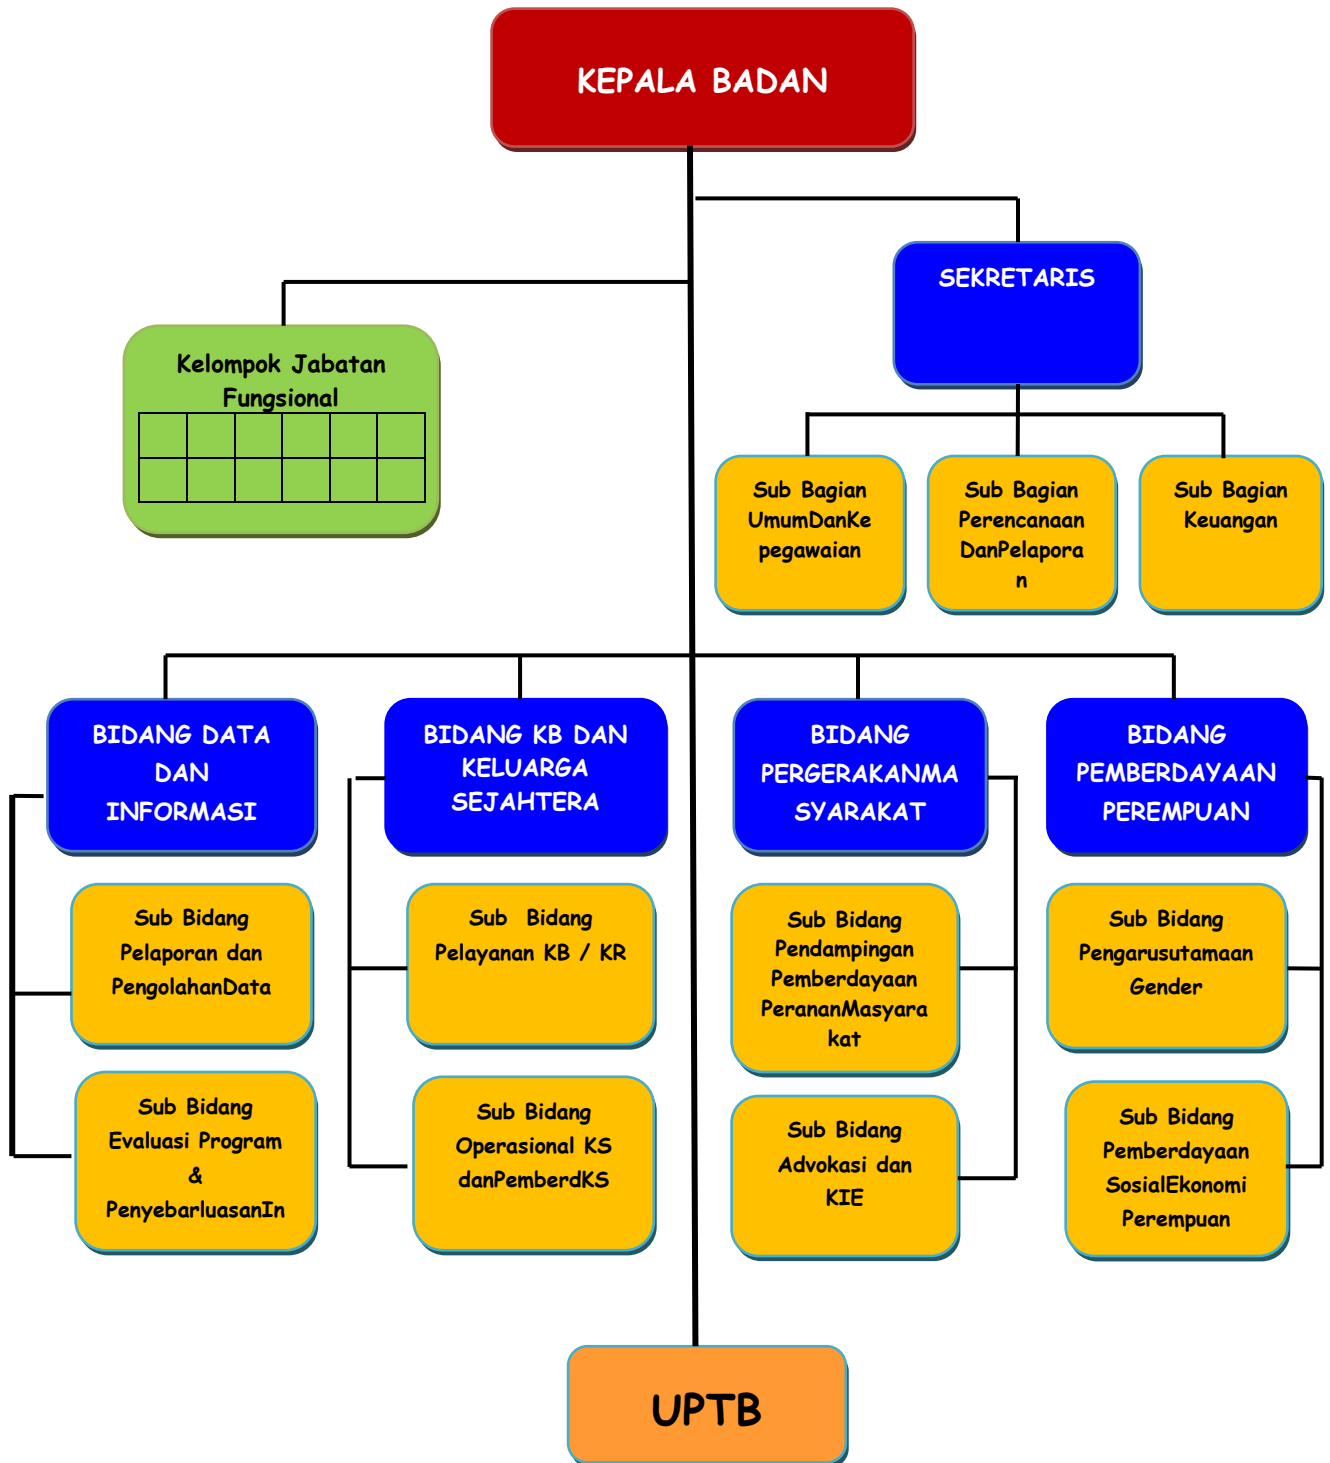 KEPALA BADAN
SEKRETARIS
Kelompok Jabatan
Fungsional
Sub Bagian
UmumDanKe
pegawaian
Sub Bagian
Perencanaan
DanPelapora
n
Sub Bagian
Keuangan
BIDANG DATA
DAN
INFORMASI
BIDANG KB DAN
KELUARGA
SEJAHTERA
BIDANG
PERGERAKANMA
SYARAKAT
BIDANG
PEMBERDAYAAN
PEREMPUAN
Sub Bidang
Pelaporan dan
PengolahanData
Sub Bidang
Pelayanan KB / KR
Sub Bidang
Pendampingan
Pemberdayaan
PerananMasyara
kat
Sub Bidang
Pengarusutamaan
Gender
Sub Bidang
Evaluasi Program
&
PenyebarluasanIn
Sub Bidang
Operasional KS
danPemberdKS
Sub Bidang
Advokasi dan
KIE
Sub Bidang
Pemberdayaan
SosialEkonomi
Perempuan
UPTB